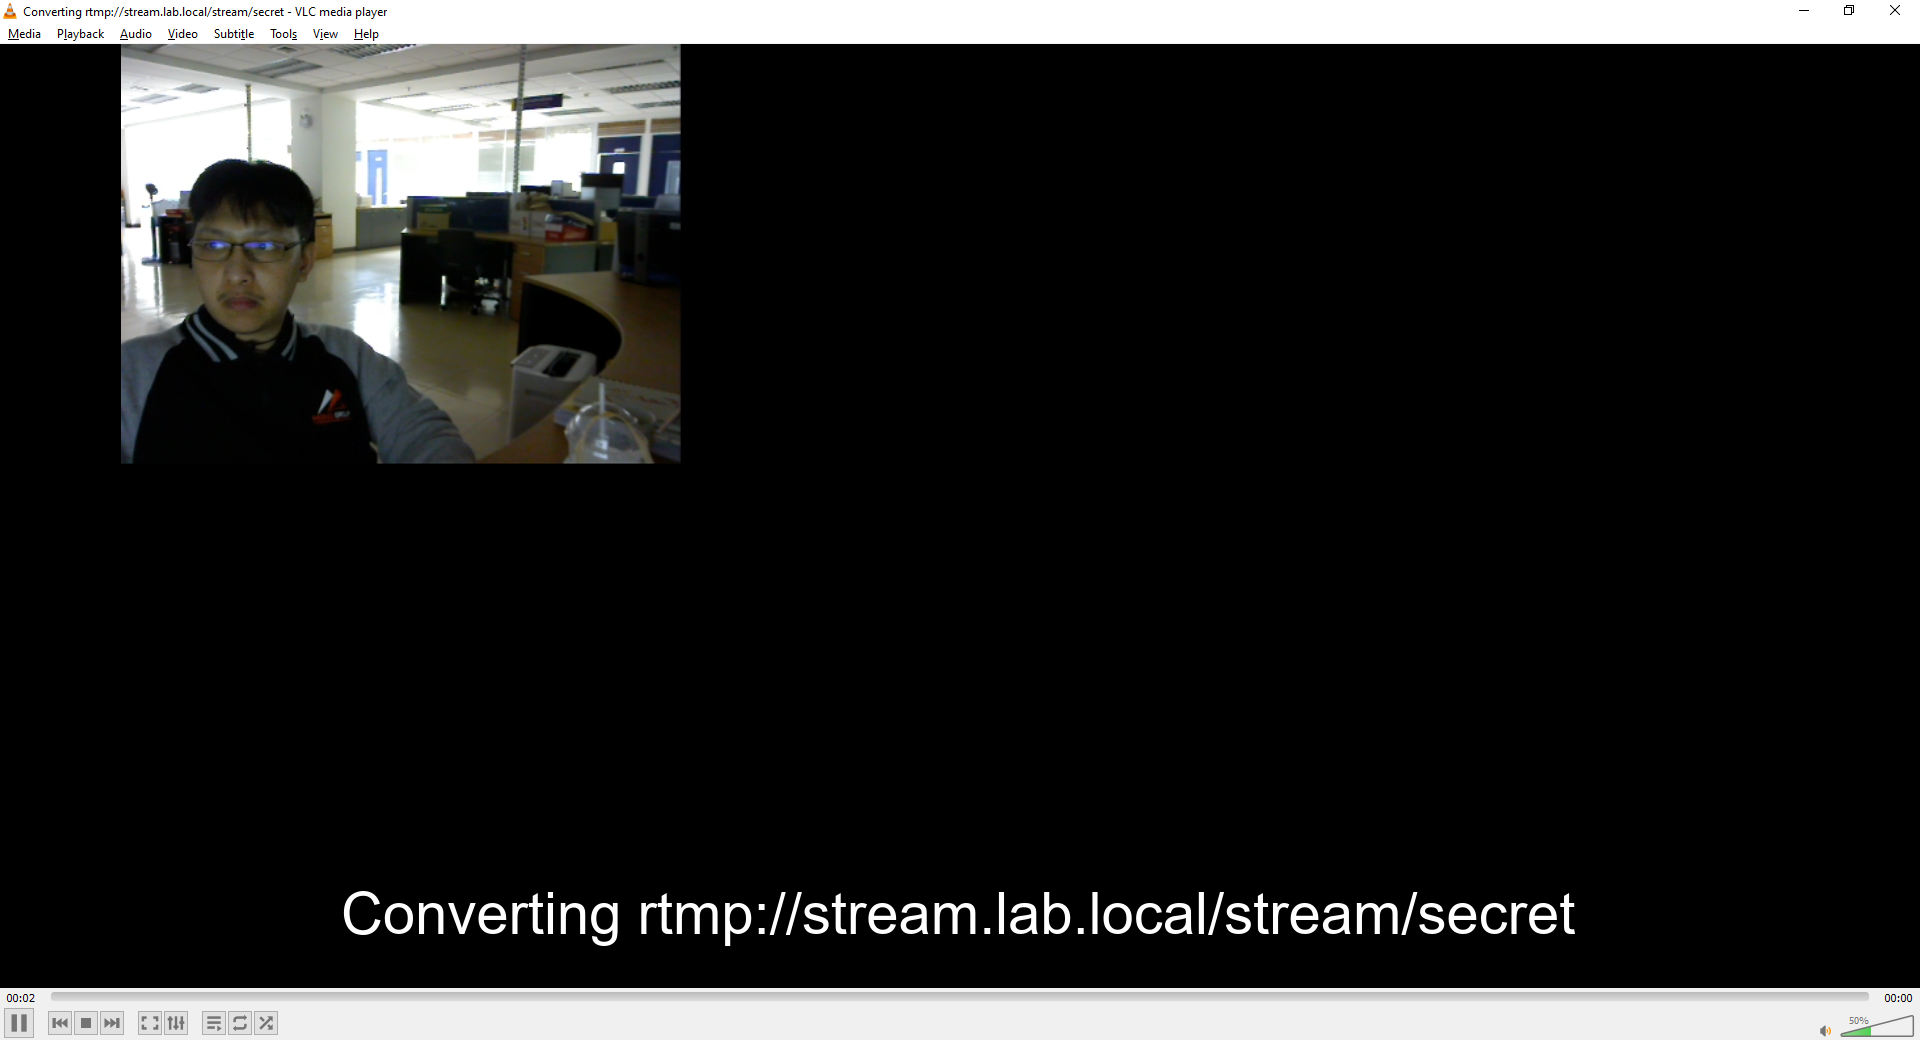 Converting rtmp://stream.lab.local/stream/secret - VLC media player
Media Playback Audio Video Subtitle Tools View Help
Converting rtmp://stream.lab.local/stream/secret
00:02 00:00
50%